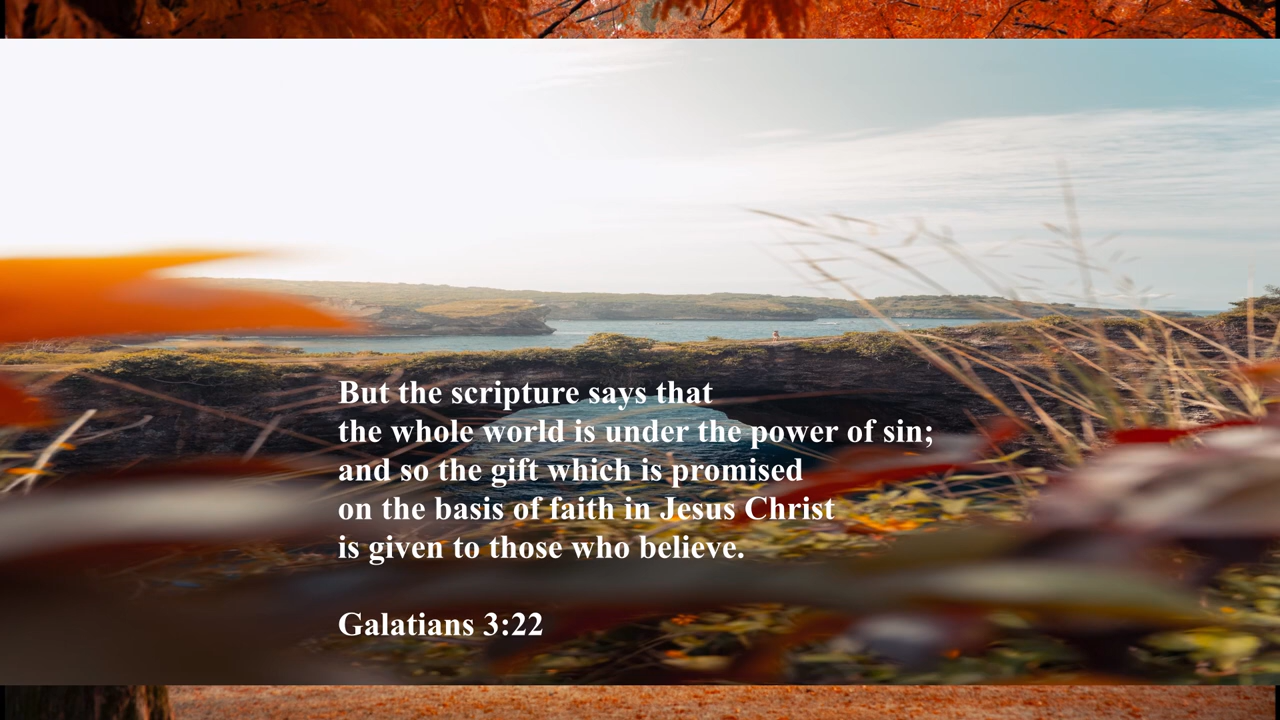 But the scripture says that
the whole world is under the power of sin;
and so the gift which is promised
on the basis of faith in Jesus Christ
is given to those who believe.
Galatians 3:22